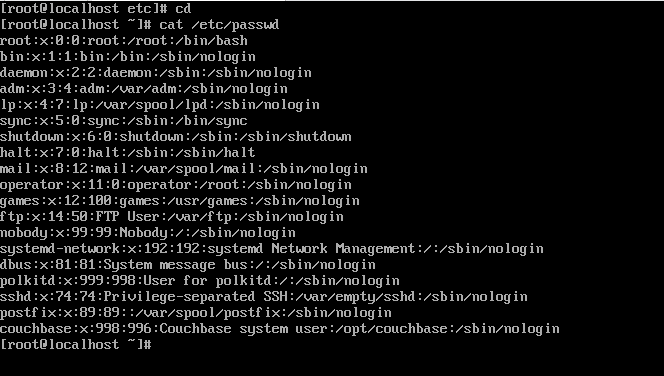 [root@localhost etc]# cd
[root@localhost ~]# cat /etc/passwd
root:x:0:0:root:/root:/bin/bash
bin:x:1:1:bin:/bin:/sbin/nologin
daemon:x:2:2:daemon:/sbin:/sbin/nologin
adm:x:3:4:adm:/var/adm:/sbin/nologin
lp:x:4:7:lp:/var/spool/lpd:/sbin/nologin
sync:x:5:0:sync:/sbin:/bin/sync
shutdown:x:6:0:shutdown:/sbin:/sbin/shutdown
halt:x:7:0:halt:/sbin:/sbin/halt
mail:x:8:12:mail:/var/spool/mail:/sbin/nologin
operator:x:11:0:operator:/root:/sbin/nologin
games:x:12:100:games:/usr/games:/sbin/nologin
ftp:x:14:50:FTP User:/var/ftp:/sbin/nologin
nobody:x:99:99:Nobody:/:/sbin/nologin
systemd-network:x:192:192:systemd Network Management:/:/sbin/nologin
dbus:x:81:81:System message bus:/:/sbin/nologin
polkitd:x:999:998:User for polkitd:/:/sbin/nologin
sshd:x:74:74:Privilege-separated SSH:/var/empty/sshd:/sbin/nologin
postfix:x:89:89::/var/spool/postfix:/sbin/nologin
couchbase:x:998:996:Couchbase system user:/opt/couchbase:/sbin/nologin
[root@localhost ~]#